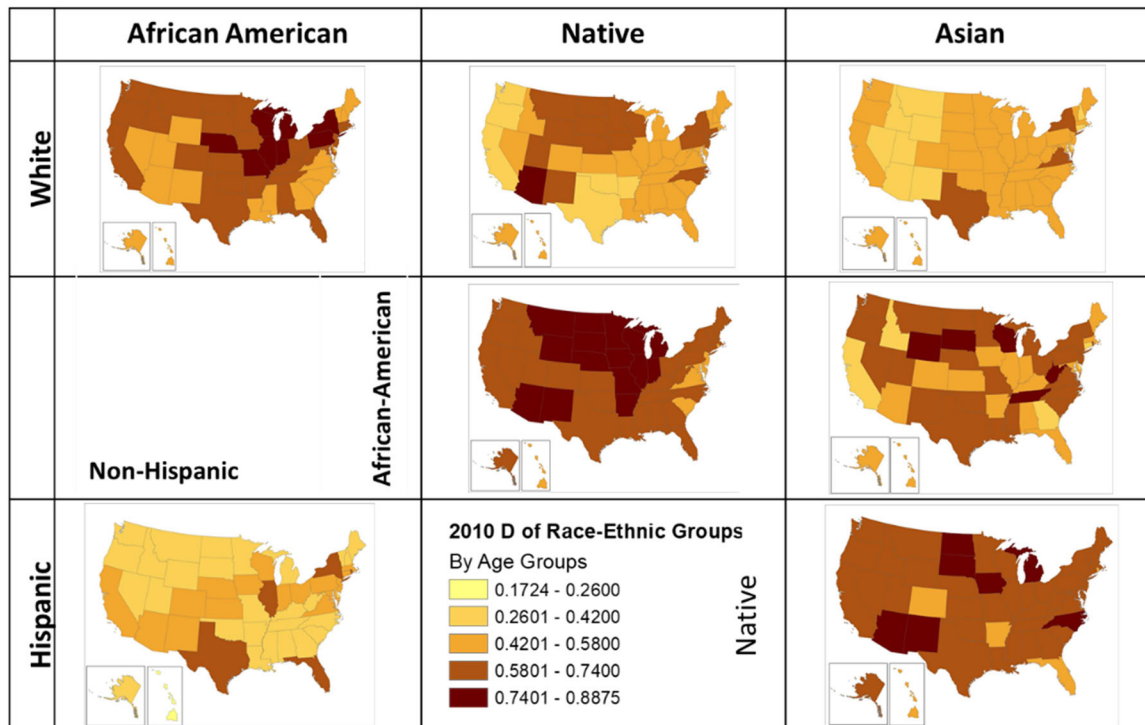 African American
Native
Asian
White
African-American
Non-Hispanic
Hispanic
2010 D of Race-Ethnic Groups
By Age Groups
0.1724 - 0.2600
0.2601 - 0.4200
0.4201 - 0.5800
0.5801 - 0.7400
0.7401 - 0.8875
Native